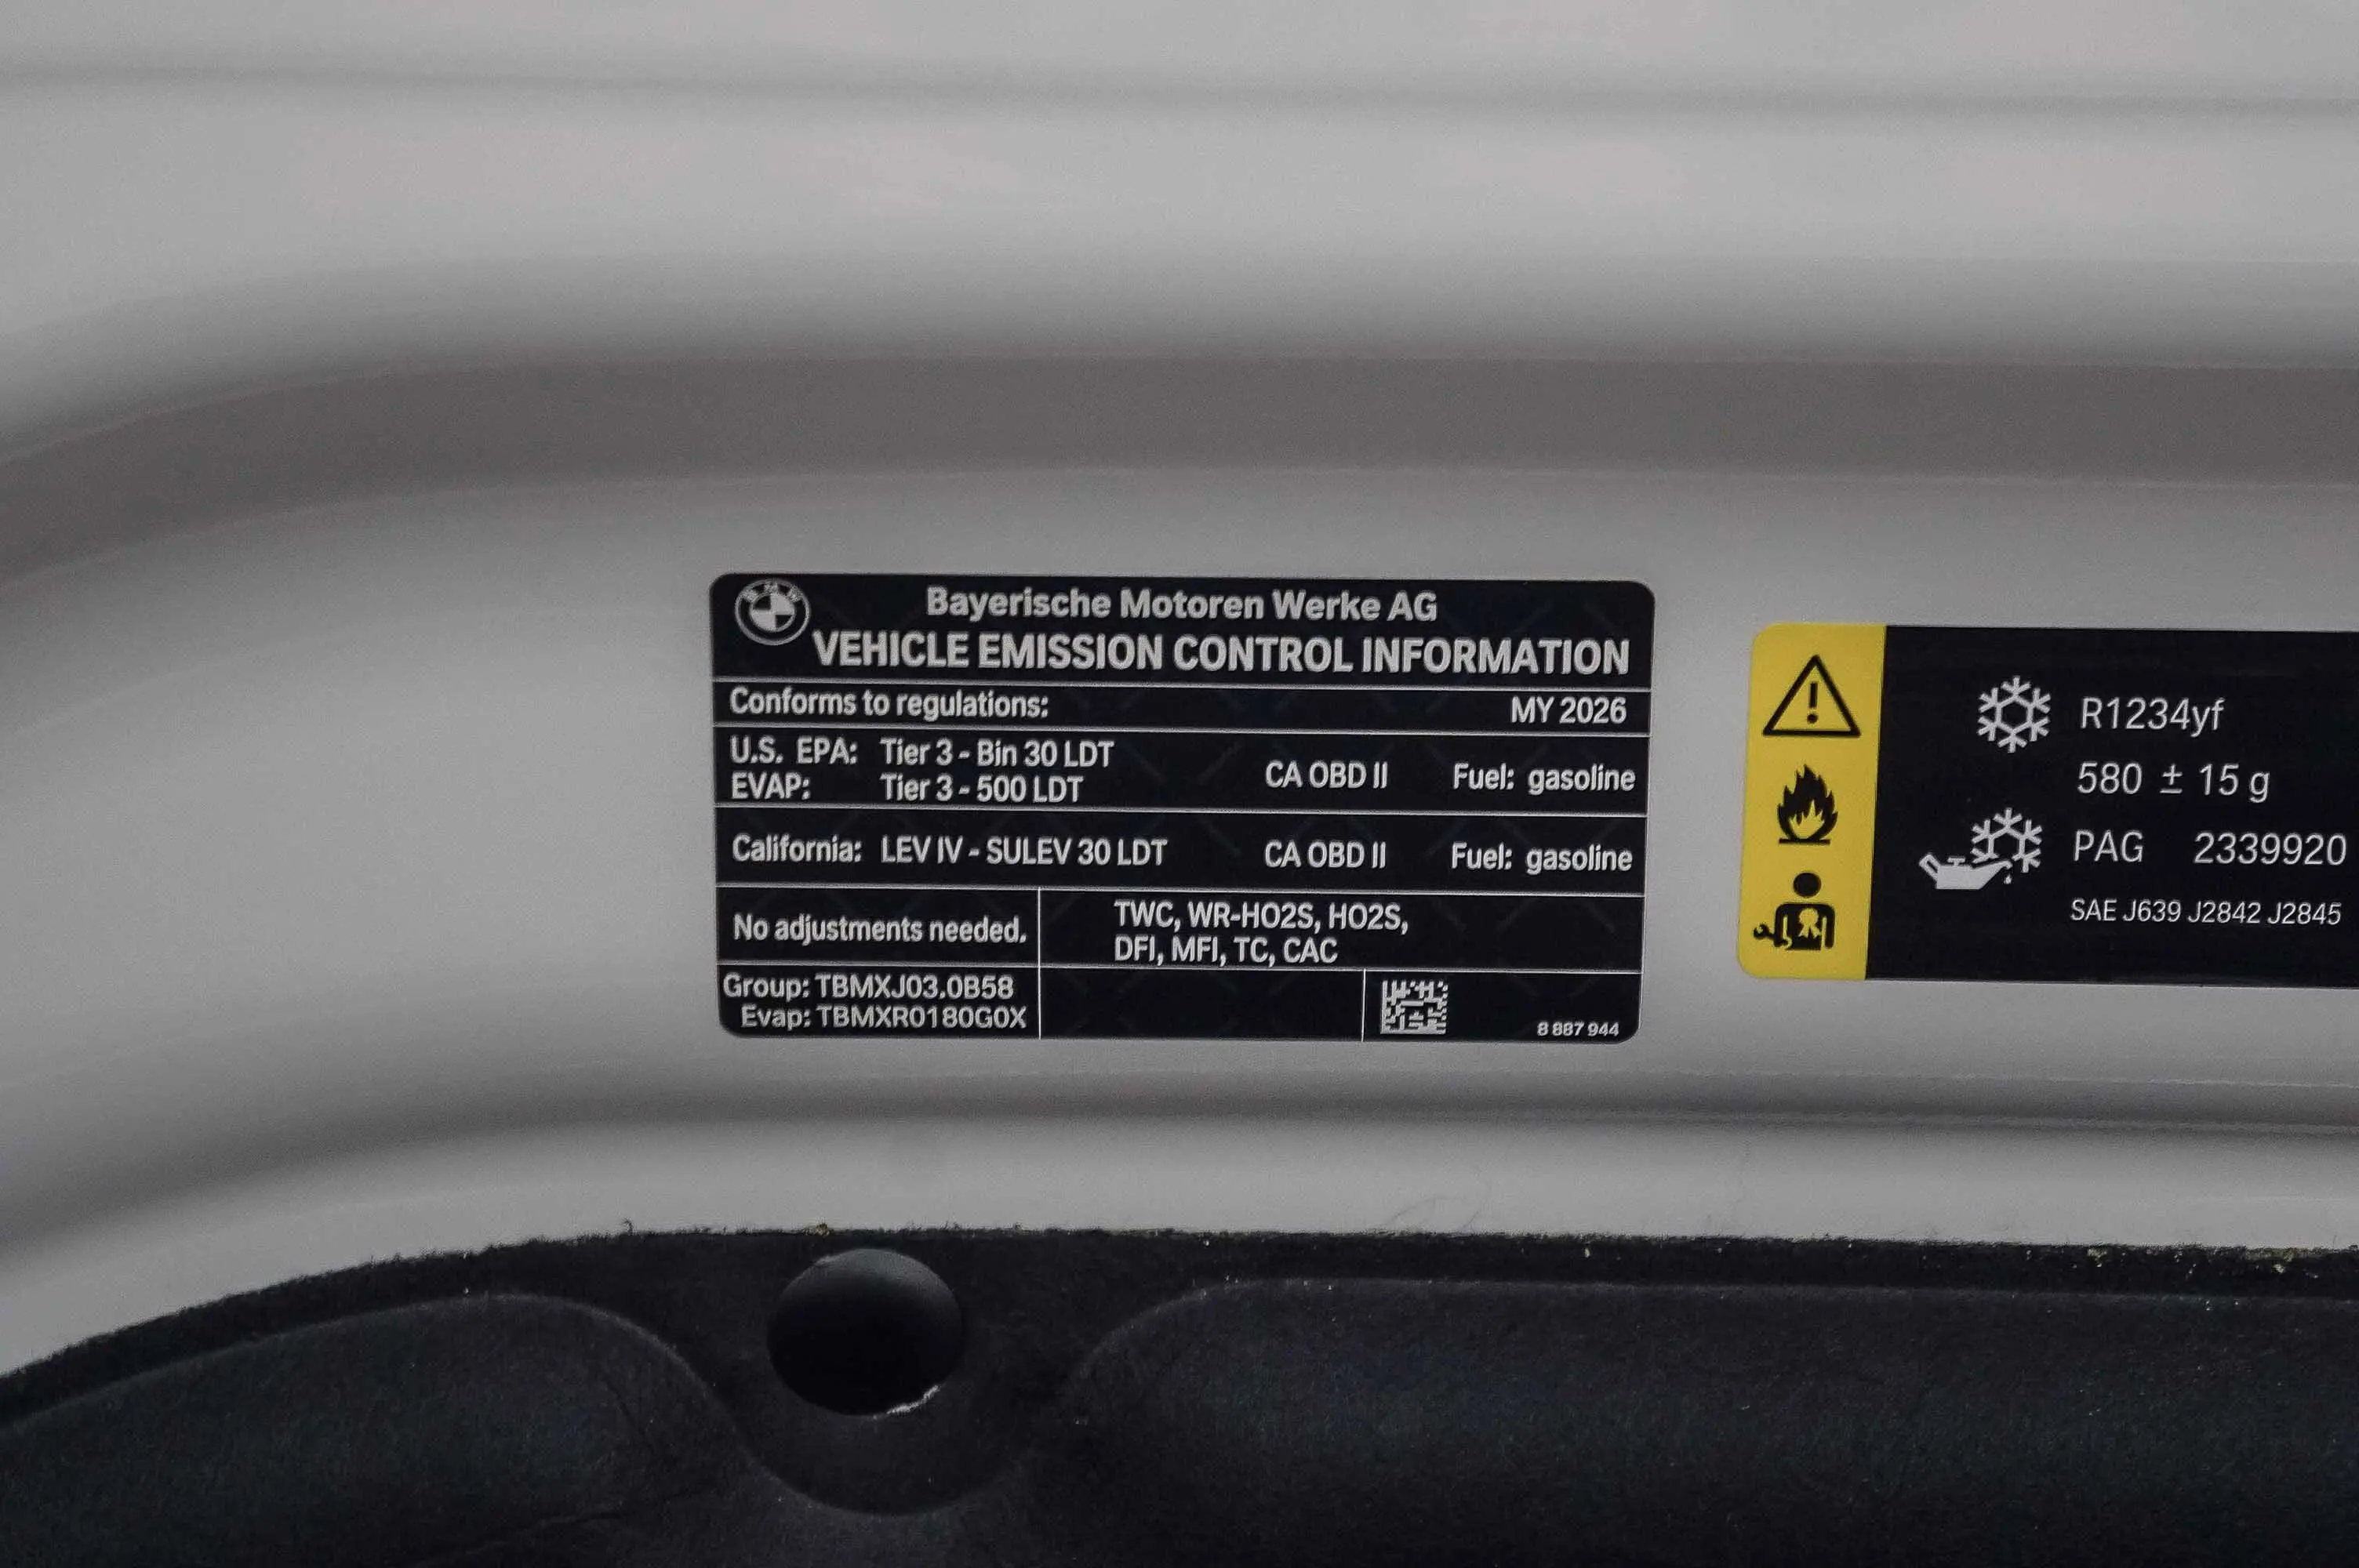 BMW
Bayerische Motoren Werke AG
VEHICLE EMISSION CONTROL INFORMATION
Conforms to regulations: MY 2026
U.S. EPA: Tier 3 - Bin 30 LDT
EVAP: Tier 3 - 500 LDT
CA OBD II Fuel: gasoline
California: LEV IV - SULEV 30 LDT CA OBD II Fuel: gasoline
No adjustments needed.
TWC, WR-HO2S, HO2S,
DFI, MFI, TC, CAC
Group: TBMXJ03.0B58
Evap: TBMXR0180G0X
8 887 944
R1234yf
580 ± 15 g
PAG 2339920
SAE J639 J2842 J2845